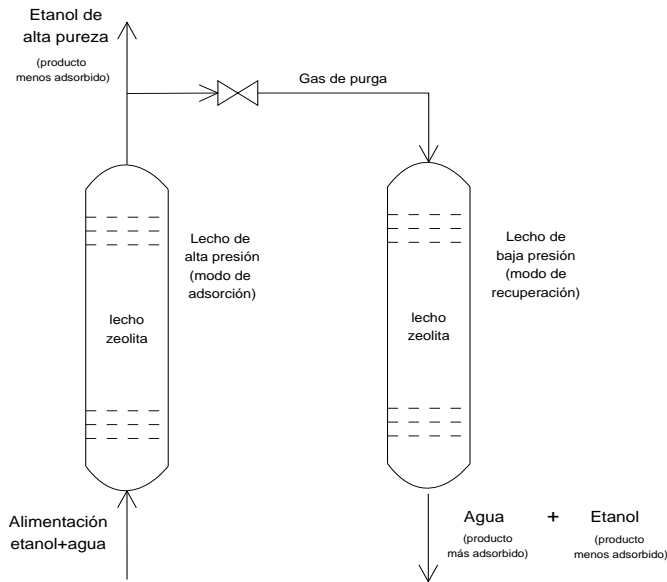 Etanol de
alta pureza
(producto
menos adsorbido)
Gas de purga
Lecho de
alta presión
(modo de
adsorción)
Lecho de
baja presión
(modo de
recuperación)
lecho
zeolita
lecho
zeolita
Alimentación
etanol+agua
Agua + Etanol
(producto
más adsorbido)
(producto
menos adsorbido)